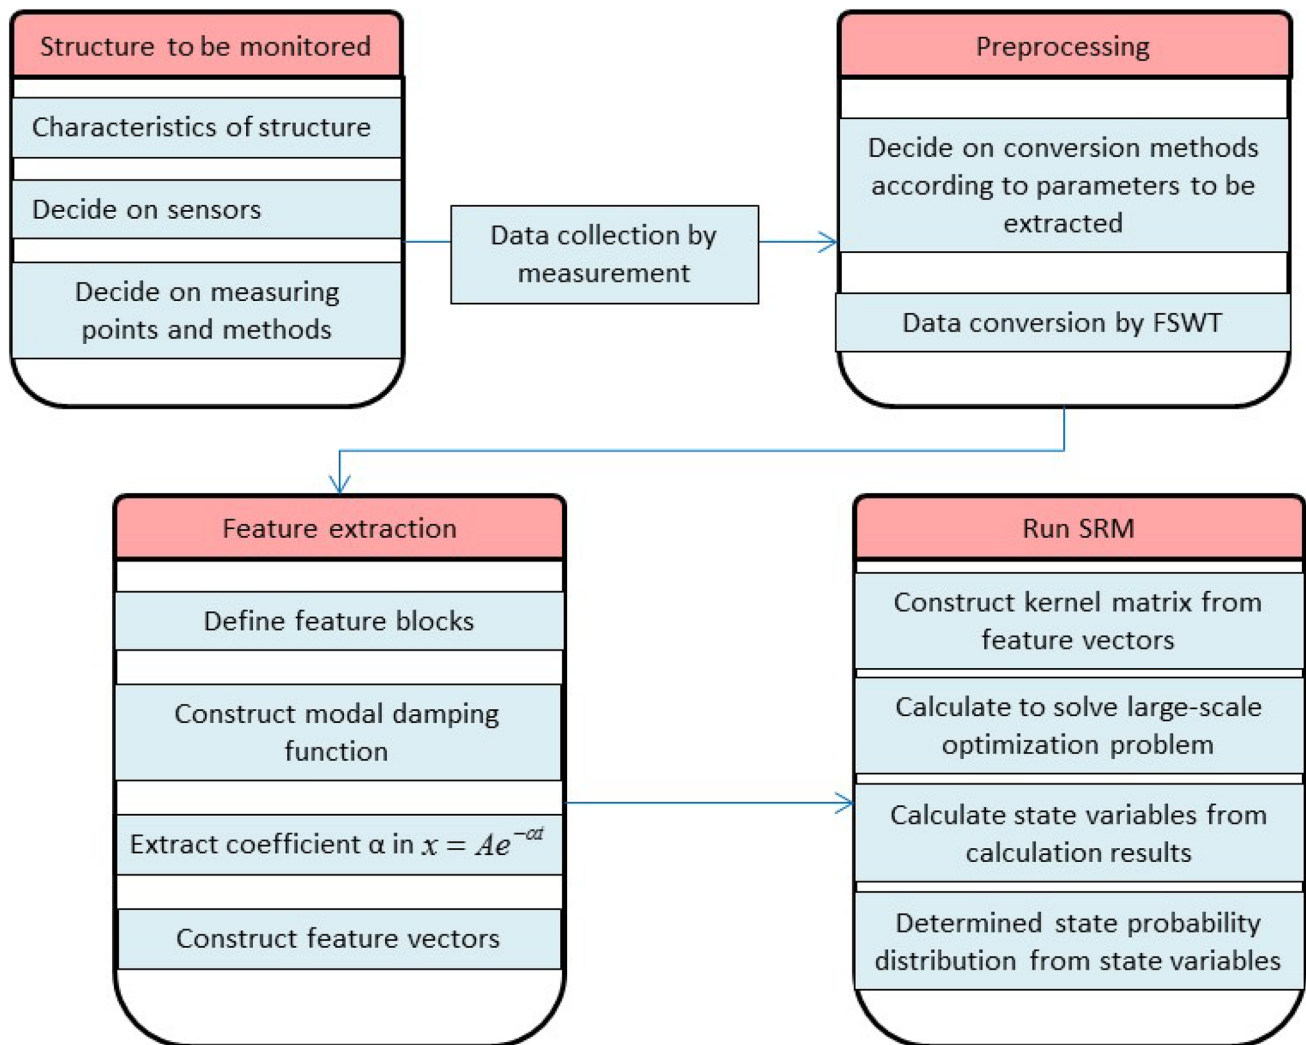 Structure to be monitored
Characteristics of structure
Decide on sensors
Decide on measuring
points and methods
Data collection by
measurement
Preprocessing
Decide on conversion methods
according to parameters to be
extracted
Data conversion by FSWT
Feature extraction
Define feature blocks
Construct modal damping
function
Extract coefficient α in x = Ae^{−αt}
Construct feature vectors
Run SRM
Construct kernel matrix from
feature vectors
Calculate to solve large-scale
optimization problem
Calculate state variables from
calculation results
Determined state probability
distribution from state variables